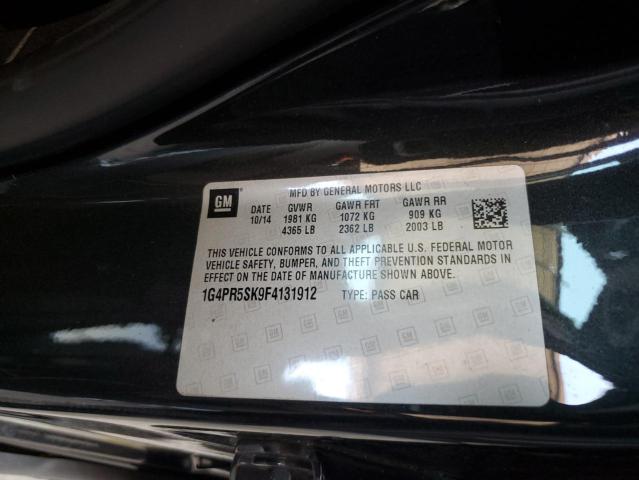 GM
MFD BY GENERAL MOTORS LLC
DATE GVWR GAWR FRT GAWR RR
10/14 1981 KG 1072 KG 909 KG
4365 LB 2362 LB 2003 LB
THIS VEHICLE CONFORMS TO ALL APPLICABLE U.S. FEDERAL MOTOR
VEHICLE SAFETY, BUMPER, AND THEFT PREVENTION STANDARDS IN
EFFECT ON THE DATE OF MANUFACTURE SHOWN ABOVE.
1G4PR5SK9F4131912 TYPE: PASS CAR